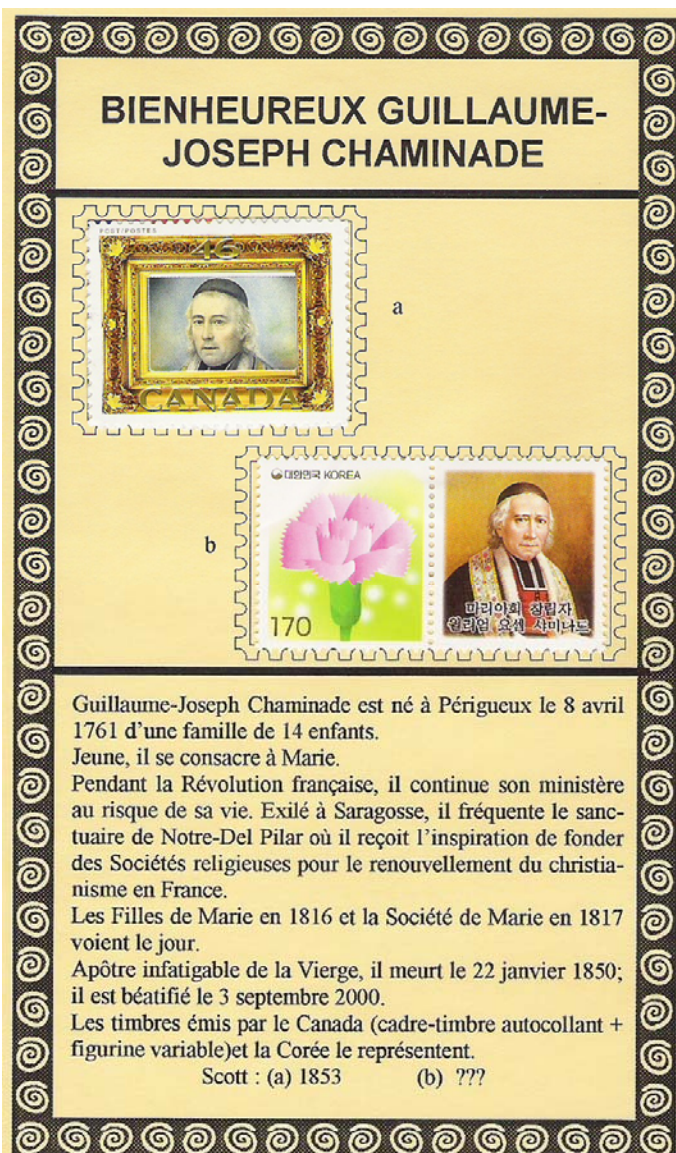 BIENHEUREUX GUILLAUME-
JOSEPH CHAMINADE
POST/POSTES
46
CANADA
a
대한민국 KOREA
170
마리아회 창립자
윌리엄 요셉 샤미나드
b
Guillaume-Joseph Chaminade est né à Périgueux le 8 avril
1761 d'une famille de 14 enfants.
Jeune, il se consacre à Marie.
Pendant la Révolution française, il continue son ministère
au risque de sa vie. Exilé à Saragosse, il fréquente le sanc-
tuaire de Notre-Del Pilar où il reçoit l'inspiration de fonder
des Sociétés religieuses pour le renouvellement du christia-
nisme en France.
Les Filles de Marie en 1816 et la Société de Marie en 1817
voient le jour.
Apôtre infatigable de la Vierge, il meurt le 22 janvier 1850;
il est béatifié le 3 septembre 2000.
Les timbres émis par le Canada (cadre-timbre autocollant +
figurine variable)et la Corée le représentent.
Scott : (a) 1853 (b) ???